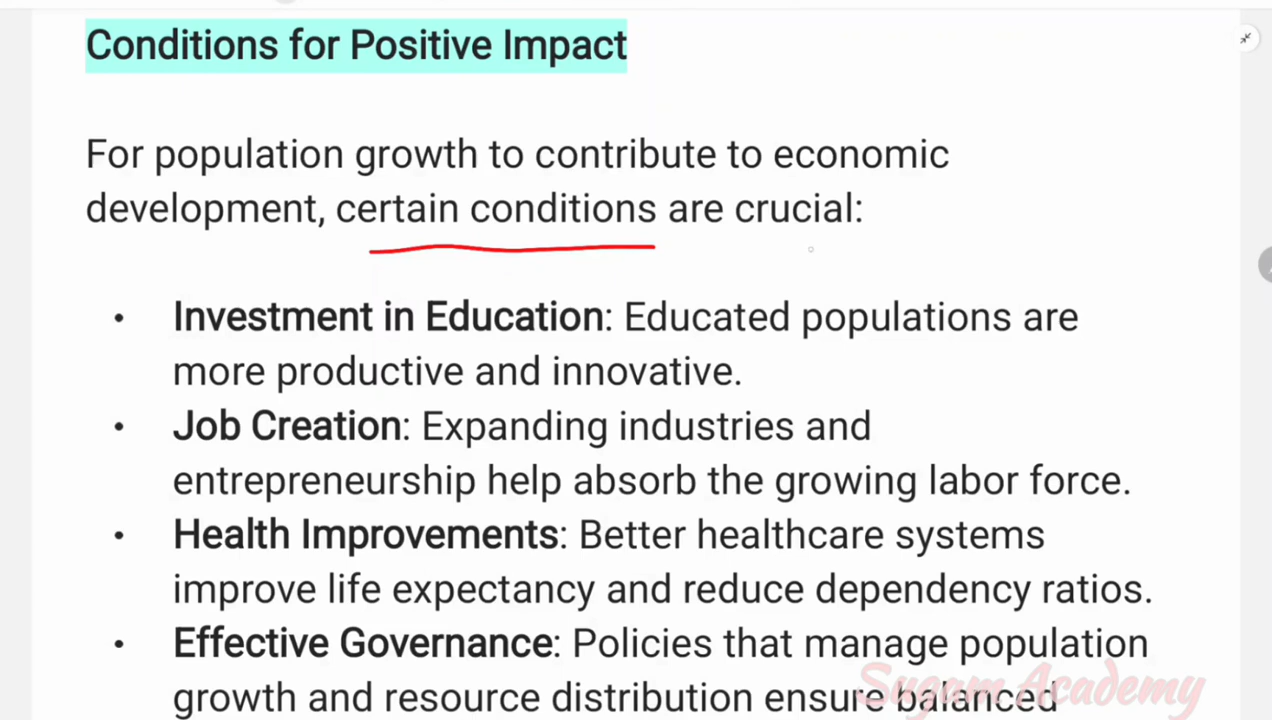 Conditions for Positive Impact
For population growth to contribute to economic
development, certain conditions are crucial:
• Investment in Education: Educated populations are
more productive and innovative.
• Job Creation: Expanding industries and
entrepreneurship help absorb the growing labor force.
• Health Improvements: Better healthcare systems
improve life expectancy and reduce dependency ratios.
• Effective Governance: Policies that manage population
growth and resource distribution ensure balanced
Sugam Academy